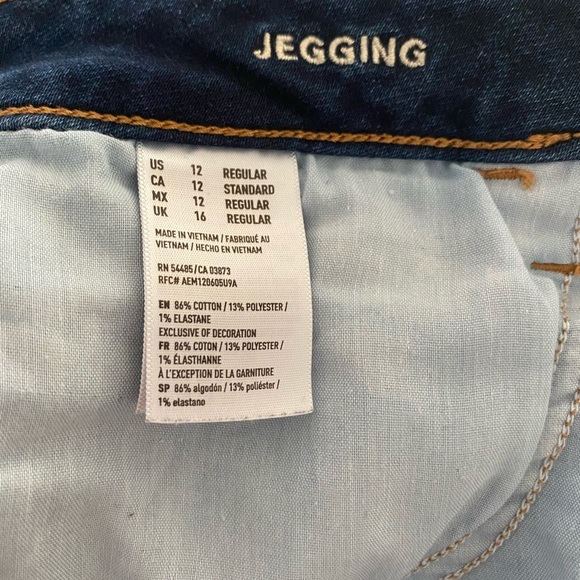 JEGGING
US 12 REGULAR
CA 12 STANDARD
MX 12 REGULAR
UK 16 REGULAR
MADE IN VIETNAM / FABRIQUÉ AU
VIETNAM / HECHO EN VIETNAM
RN 54485/CA 03873
RFC# AEM120605U9A
EN 86% COTTON / 13% POLYESTER /
1% ELASTANE
EXCLUSIVE OF DECORATION
FR 86% COTON / 13% POLYESTER /
1% ÉLASTHANNE
À L'EXCEPTION DE LA GARNITURE
SP 86% algodón / 13% poliéster /
1% elastano